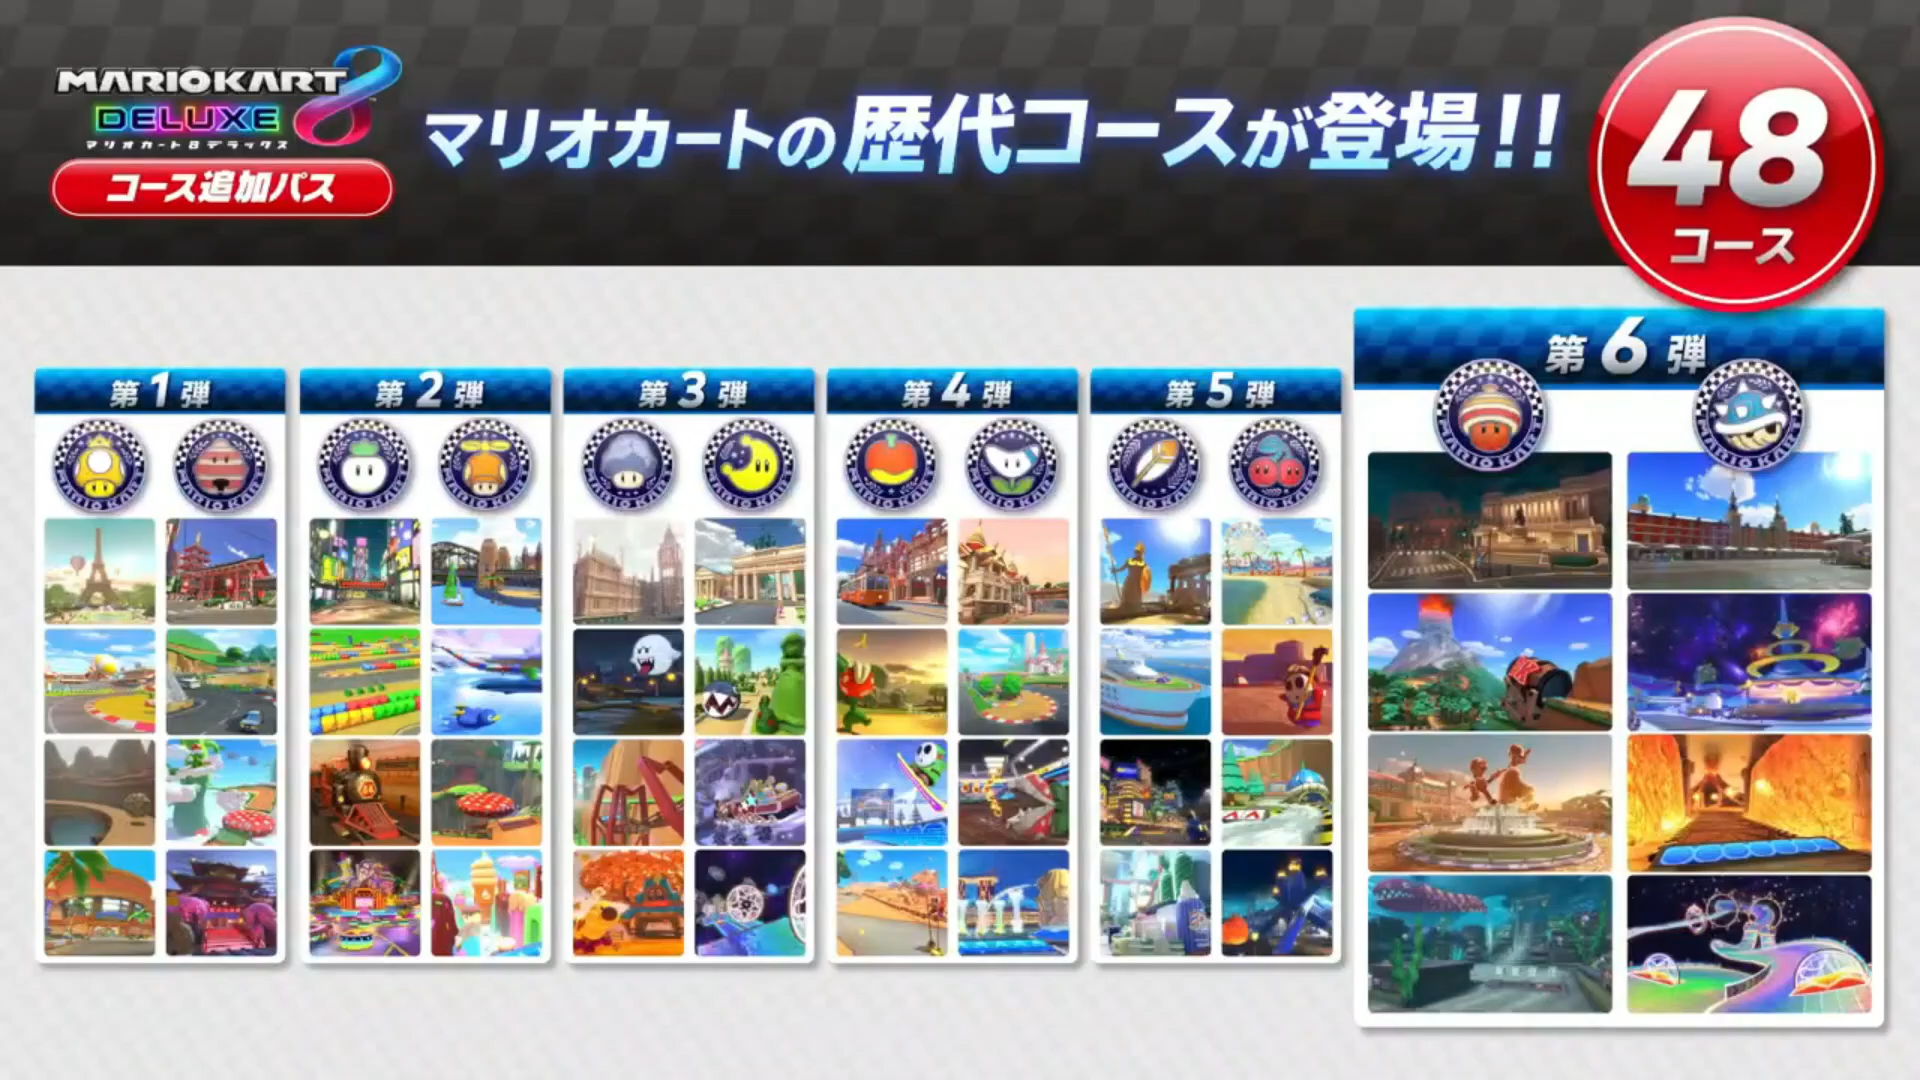 MARIOKART 8
DELUXE
マリオカート8デラックス
コース追加パス
マリオカートの歴代コースが登場!!
48
コース
第1弾
第2弾
第3弾
第4弾
第5弾
第6弾